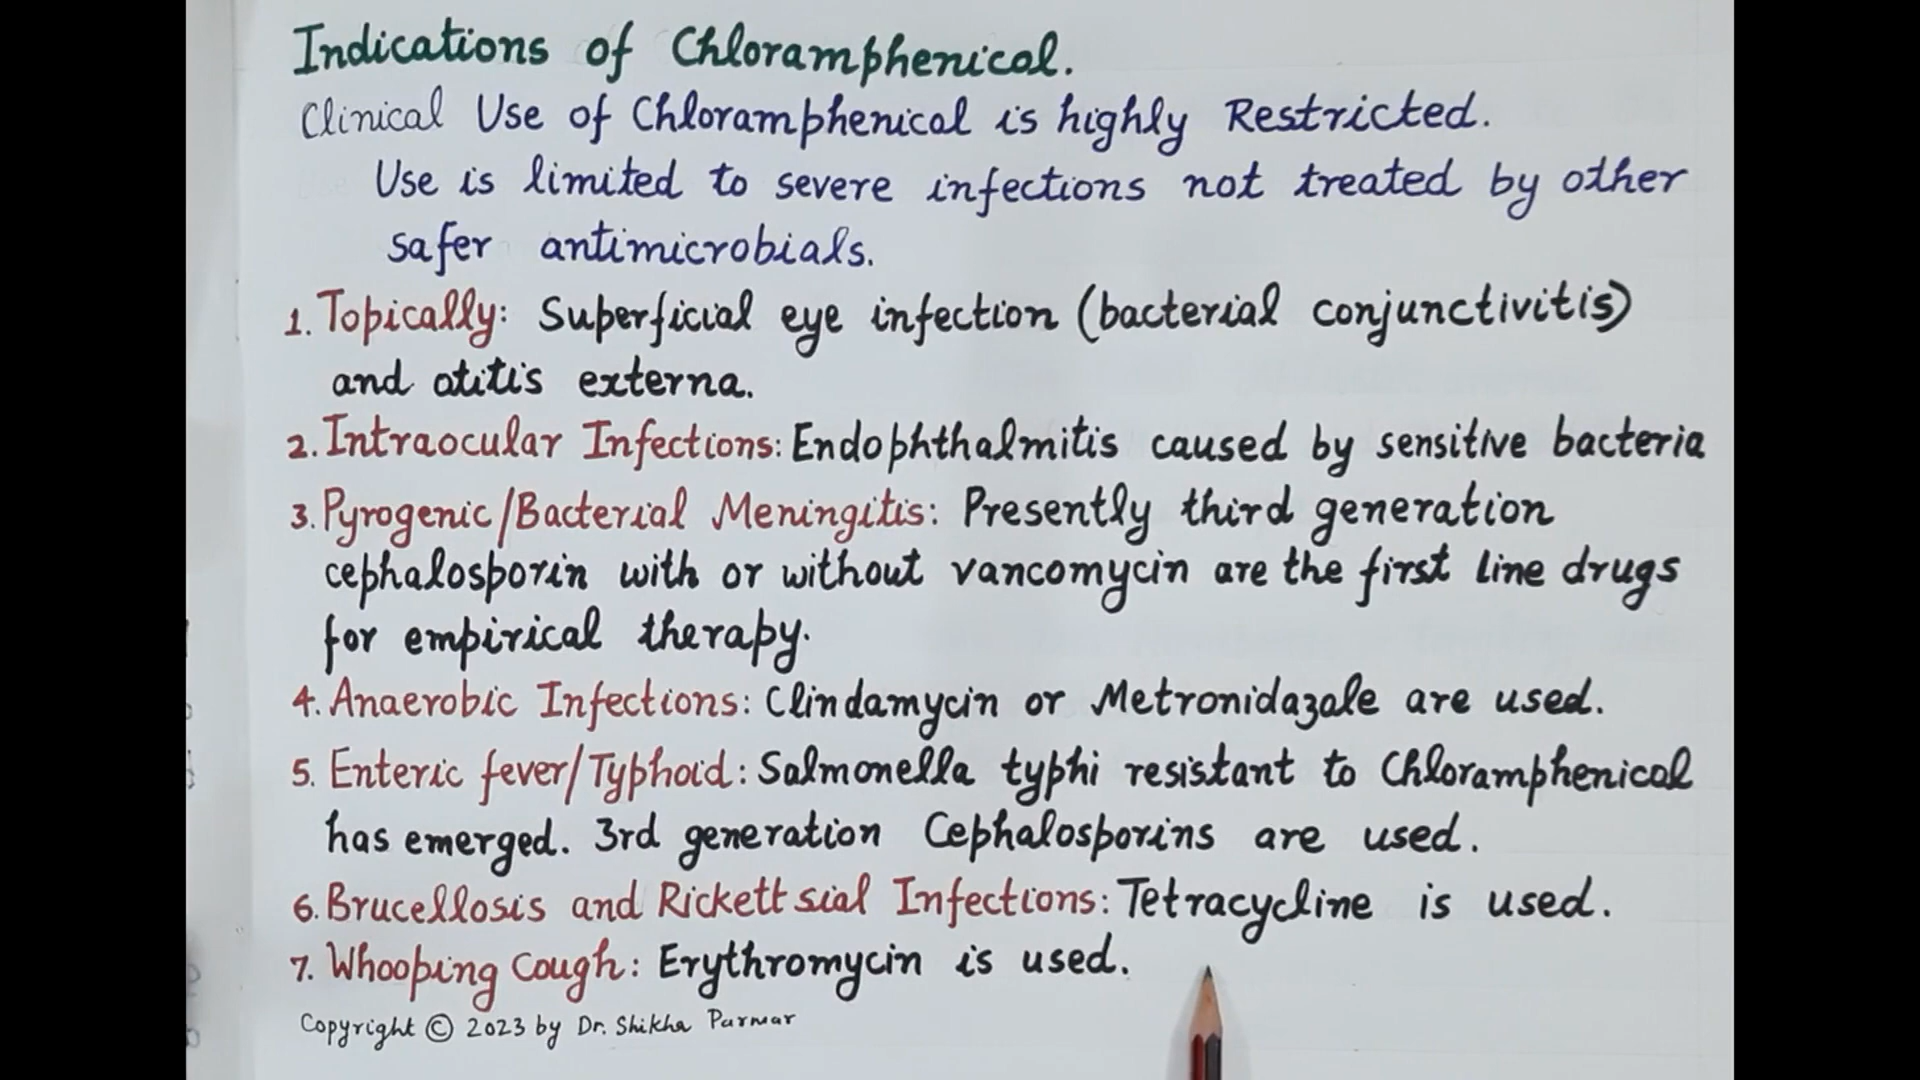 Indications of Chloramphenicol.
Clinical Use of Chloramphenical is highly Restricted.
Use is limited to severe infections not treated by other
safer antimicrobials.
1. Topically: Superficial eye infection (bacterial conjunctivitis)
and otitis externa.
2. Intraocular Infections: Endophthalmitis caused by sensitive bacteria
3. Pyrogenic/Bacterial Meningitis: Presently third generation
cephalosporin with or without vancomycin are the first line drugs
for empirical therapy.
4. Anaerobic Infections: Clindamycin or Metronidazole are used.
5. Enteric fever/Typhoid: Salmonella typhi resistant to Chloramphenicol
has emerged. 3rd generation Cephalosporins are used.
6. Brucellosis and Rickettsial Infections: Tetracycline is used.
7. Whooping Cough: Erythromycin is used.
Copyright © 2023 by Dr. Shikha Parmar